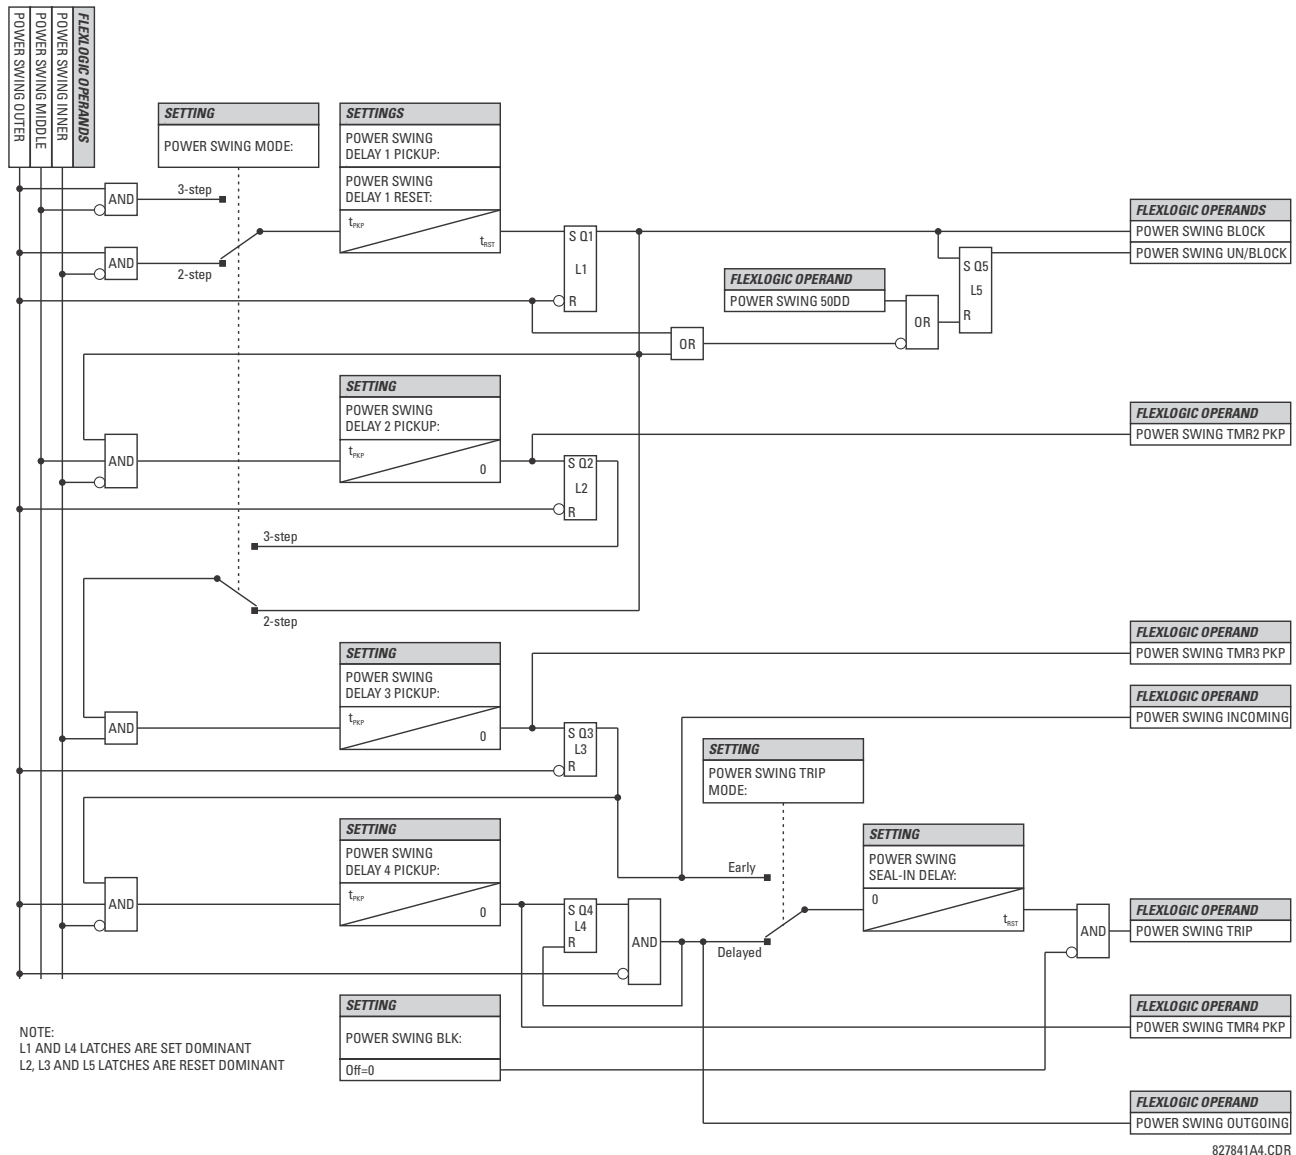 FLEXLOGIC OPERANDS
POWER SWING INNER
POWER SWING MIDDLE
POWER SWING OUTER
SETTING
POWER SWING MODE:
SETTINGS
POWER SWING
DELAY 1 PICKUP:
POWER SWING
DELAY 1 RESET:
tPKP
tRST
AND
3-step
AND
2-step
S Q1
L1
R
FLEXLOGIC OPERANDS
POWER SWING BLOCK
POWER SWING UN/BLOCK
FLEXLOGIC OPERAND
POWER SWING 50DD
OR
OR
S Q5
L5
R
SETTING
POWER SWING
DELAY 2 PICKUP:
tPKP
0
AND
S Q2
L2
R
FLEXLOGIC OPERAND
POWER SWING TMR2 PKP
3-step
2-step
SETTING
POWER SWING
DELAY 3 PICKUP:
tPKP
0
AND
S Q3
L3
R
FLEXLOGIC OPERAND
POWER SWING TMR3 PKP
FLEXLOGIC OPERAND
POWER SWING INCOMING
SETTING
POWER SWING TRIP
MODE:
SETTING
POWER SWING
DELAY 4 PICKUP:
tPKP
0
AND
S Q4
L4
R
AND
Early
Delayed
SETTING
POWER SWING
SEAL-IN DELAY:
0
tRST
AND
FLEXLOGIC OPERAND
POWER SWING TRIP
SETTING
POWER SWING BLK:
Off=0
FLEXLOGIC OPERAND
POWER SWING TMR4 PKP
FLEXLOGIC OPERAND
POWER SWING OUTGOING
NOTE:
L1 AND L4 LATCHES ARE SET DOMINANT
L2, L3 AND L5 LATCHES ARE RESET DOMINANT
827841A4.CDR